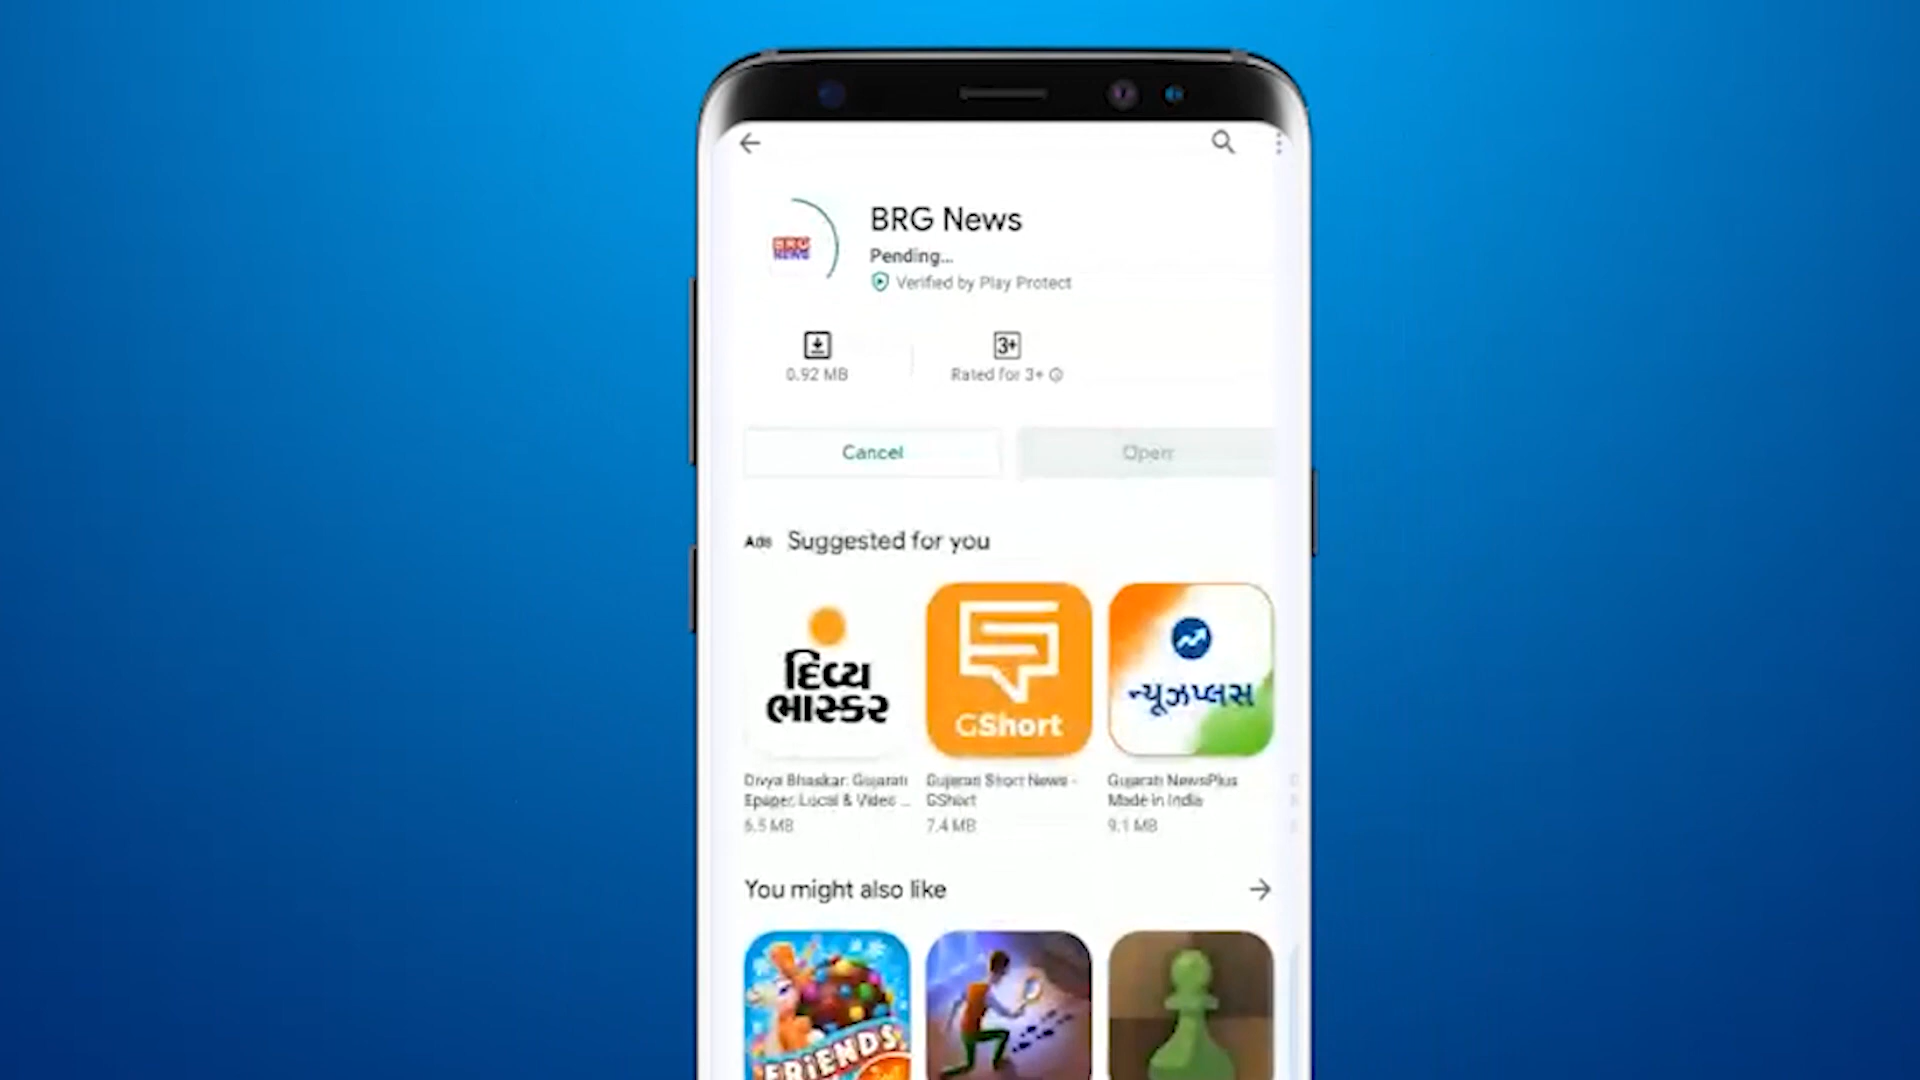 BRG News
BRG
NEWS
Pending...
Verified by Play Protect
3+
0.92 MB
Rated for 3+
Cancel
Open
Ads Suggested for you
દિવ્ય
ભાસ્કર
GShort
ન્યૂઝપ્લસ
Divya Bhaskar: Gujarati
Epaper, Local & Video ...
6.5 MB
Gujarati Short News -
GShort
7.4 MB
Gujarati NewsPlus
Made in India
9.1 MB
You might also like
FRIENDS